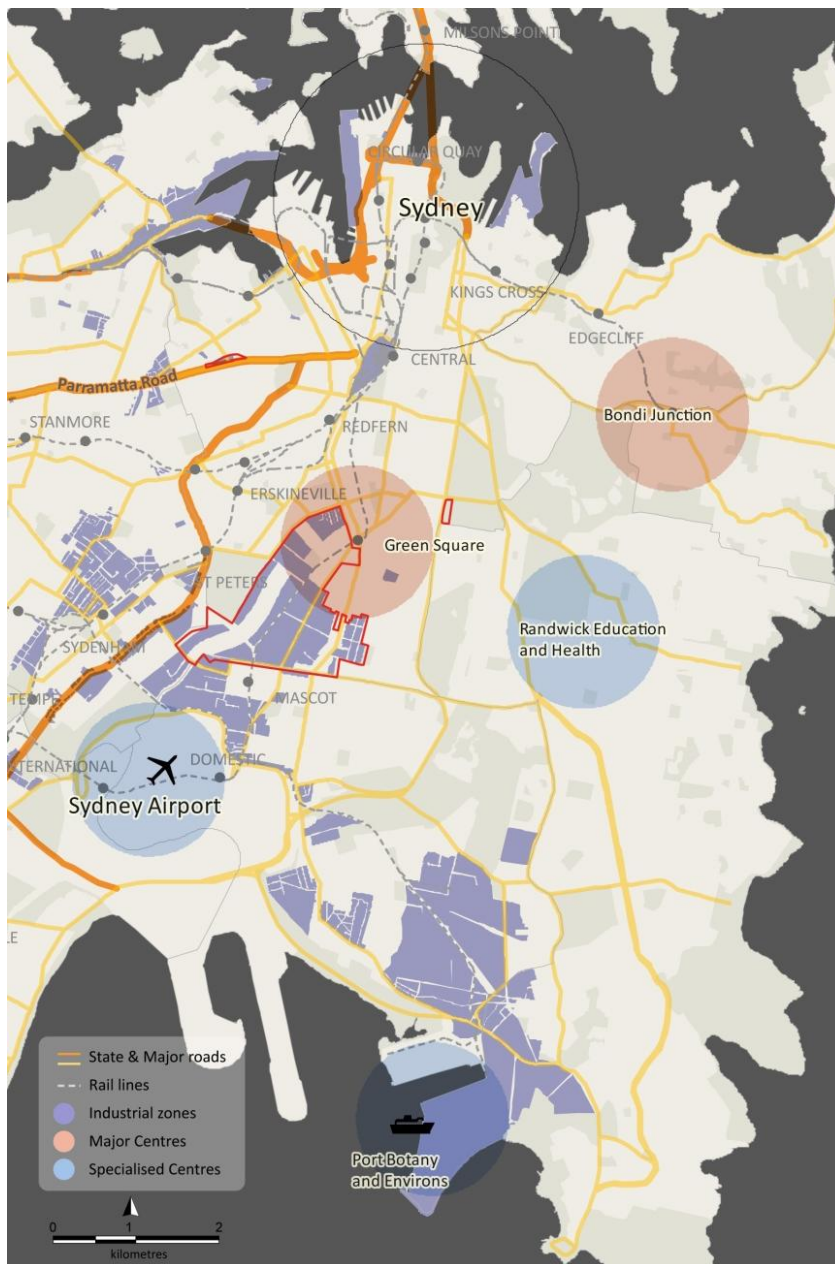 MILSONS POINT
CIRCULAR QUAY
Sydney
KINGS CROSS
EDGECLIFF
CENTRAL
Parramatta Road
Bondi Junction
STANMORE
REDFERN
ERSKINEVILLE
Green Square
ST PETERS
Randwick Education
and Health
SYDENHAM
TEMPE
MASCOT
TERNATIONAL
DOMESTIC
Sydney Airport
LE
State & Major roads
Rail lines
Industrial zones
Major Centres
Specialised Centres
Port Botany
and Environs
0 1 2
kilometres